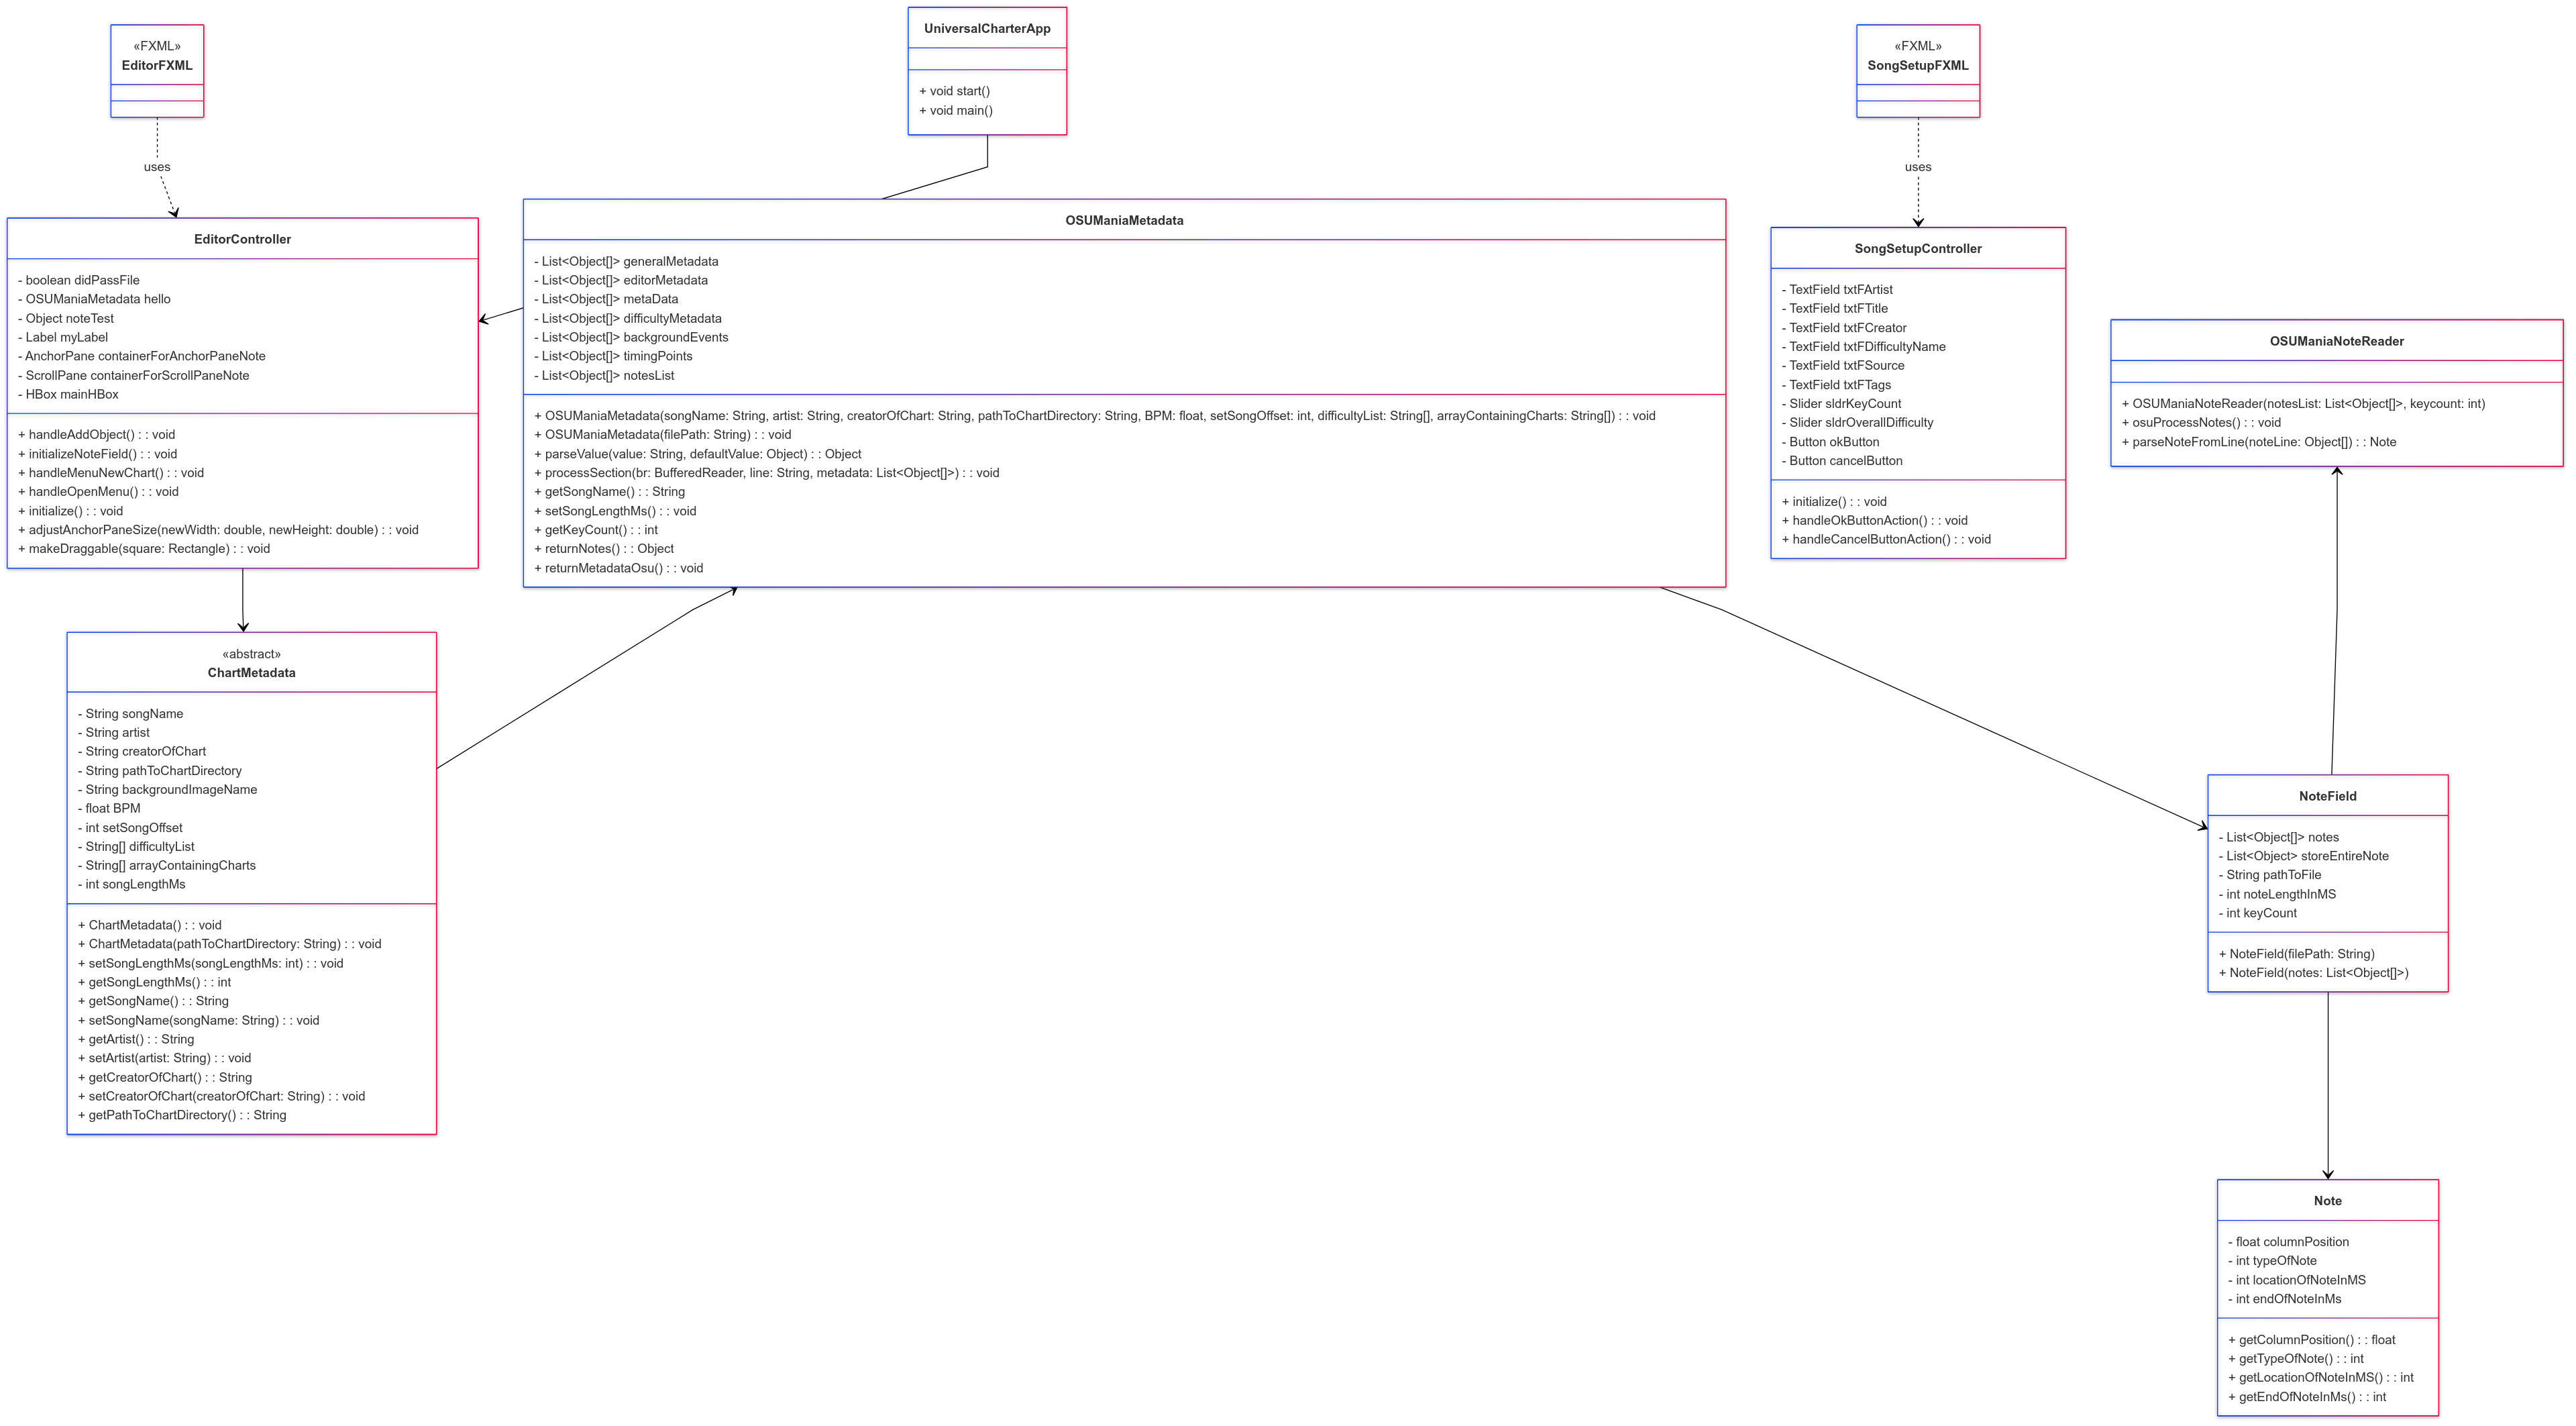 «FXML»
EditorFXML
uses
UniversalCharterApp
+ void start()
+ void main()
«FXML»
SongSetupFXML
uses
EditorController
- boolean didPassFile
- OSUManiaMetadata hello
- Object noteTest
- Label myLabel
- AnchorPane containerForAnchorPaneNote
- ScrollPane containerForScrollPaneNote
- HBox mainHBox
+ handleAddObject() : : void
+ initializeNoteField() : : void
+ handleMenuNewChart() : : void
+ handleOpenMenu() : : void
+ initialize() : : void
+ adjustAnchorPaneSize(newWidth: double, newHeight: double) : : void
+ makeDraggable(square: Rectangle) : : void
OSUManiaMetadata
- List<Object[]> generalMetadata
- List<Object[]> editorMetadata
- List<Object[]> metaData
- List<Object[]> difficultyMetadata
- List<Object[]> backgroundEvents
- List<Object[]> timingPoints
- List<Object[]> notesList
+ OSUManiaMetadata(songName: String, artist: String, creatorOfChart: String, pathToChartDirectory: String, BPM: float, setSongOffset: int, difficultyList: String[], arrayContainingCharts: String[]) : : void
+ OSUManiaMetadata(filePath: String) : : void
+ parseValue(value: String, defaultValue: Object) : : Object
+ processSection(br: BufferedReader, line: String, metadata: List<Object[]>) : : void
+ getSongName() : : String
+ setSongLengthMs() : : void
+ getKeyCount() : : int
+ returnNotes() : : Object
+ returnMetadataOsu() : : void
SongSetupController
- TextField txtFArtist
- TextField txtFTitle
- TextField txtFCreator
- TextField txtFDifficultyName
- TextField txtFSource
- TextField txtFTags
- Slider sldrKeyCount
- Slider sldrOverallDifficulty
- Button okButton
- Button cancelButton
+ initialize() : : void
+ handleOkButtonAction() : : void
+ handleCancelButtonAction() : : void
OSUManiaNoteReader
+ OSUManiaNoteReader(notesList: List<Object[]>, keycount: int)
+ osuProcessNotes() : : void
+ parseNoteFromLine(noteLine: Object[]) : : Note
«abstract»
ChartMetadata
- String songName
- String artist
- String creatorOfChart
- String pathToChartDirectory
- String backgroundImageName
- float BPM
- int setSongOffset
- String[] difficultyList
- String[] arrayContainingCharts
- int songLengthMs
+ ChartMetadata() : : void
+ ChartMetadata(pathToChartDirectory: String) : : void
+ setSongLengthMs(songLengthMs: int) : : void
+ getSongLengthMs() : : int
+ getSongName() : : String
+ setSongName(songName: String) : : void
+ getArtist() : : String
+ setArtist(artist: String) : : void
+ getCreatorOfChart() : : String
+ setCreatorOfChart(creatorOfChart: String) : : void
+ getPathToChartDirectory() : : String
NoteField
- List<Object[]> notes
- List<Object> storeEntireNote
- String pathToFile
- int noteLengthInMS
- int keyCount
+ NoteField(filePath: String)
+ NoteField(notes: List<Object[]>)
Note
- float columnPosition
- int typeOfNote
- int locationOfNoteInMS
- int endOfNoteInMs
+ getColumnPosition() : : float
+ getTypeOfNote() : : int
+ getLocationOfNoteInMS() : : int
+ getEndOfNoteInMs() : : int